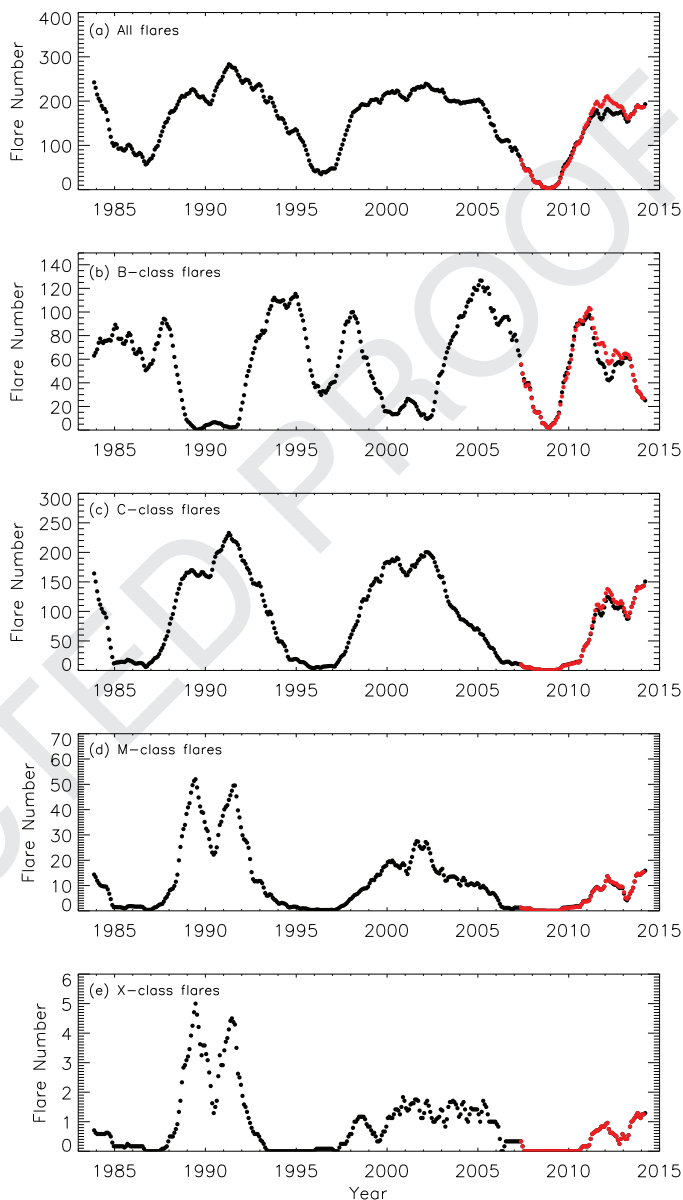 400
(a) All flares
300
200
100
0
Flare Number
1985 1990 1995 2000 2005 2010 2015
140
(b) B-class flares
120
100
80
60
40
20
0
Flare Number
1985 1990 1995 2000 2005 2010 2015
300
(c) C-class flares
250
200
150
100
50
0
Flare Number
1985 1990 1995 2000 2005 2010 2015
70
(d) M-class flares
60
50
40
30
20
10
0
Flare Number
1985 1990 1995 2000 2005 2010 2015
6
(e) X-class flares
5
4
3
2
1
0
Flare Number
1985 1990 1995 2000 2005 2010 2015
Year
CTED PROOF